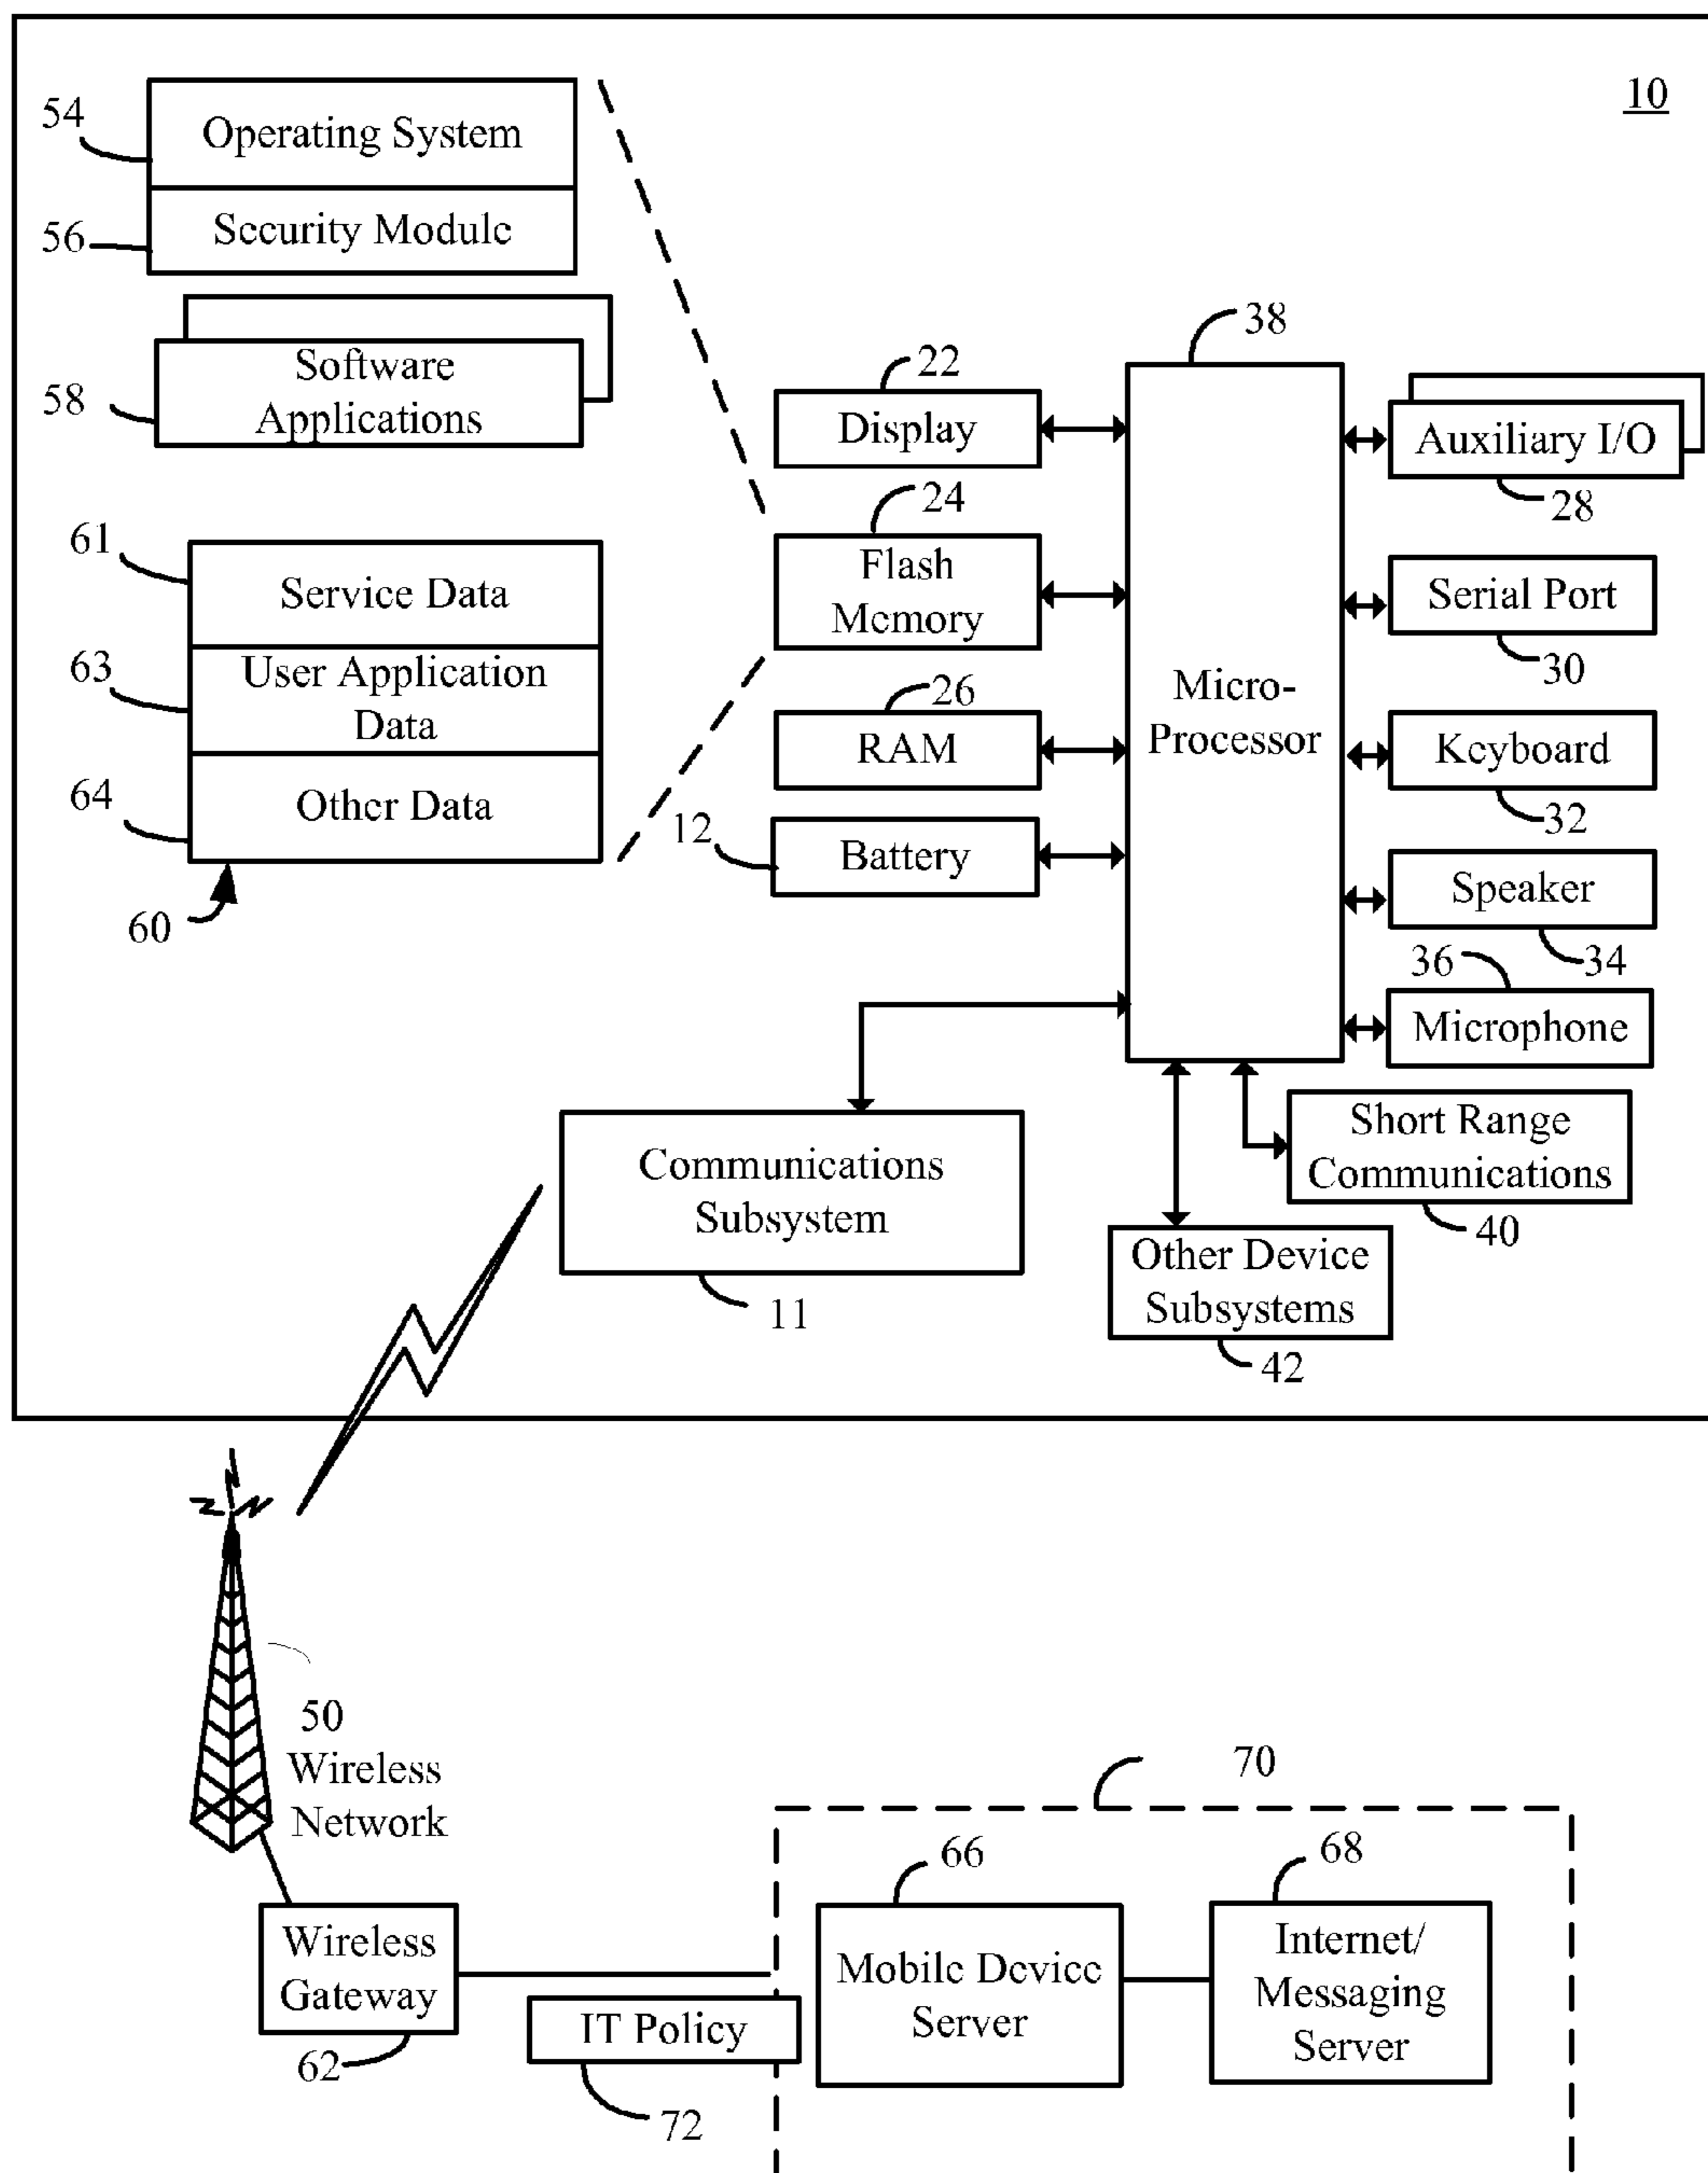 10
54
Operating System
56
Security Module
58
Software
Applications
61
Service Data
63
User Application
Data
64
Other Data
60
22
Display
24
Flash
Memory
26
RAM
12
Battery
38
Micro-
Processor
Auxiliary I/O
28
Serial Port
30
Keyboard
32
Speaker
34
36
Microphone
Short Range
Communications
40
Other Device
Subsystems
42
Communications
Subsystem
11
50
Wireless
Network
Wireless
Gateway
62
IT Policy
72
70
66
Mobile Device
Server
68
Internet/
Messaging
Server